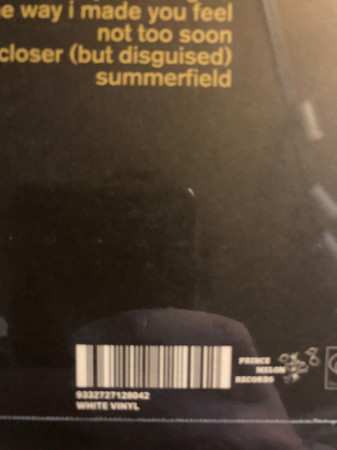 e way i made you feel
not too soon
closer (but disguised)
summerfield
9332727128042
WHITE VINYL
PRINCE
MELON
RECORDS